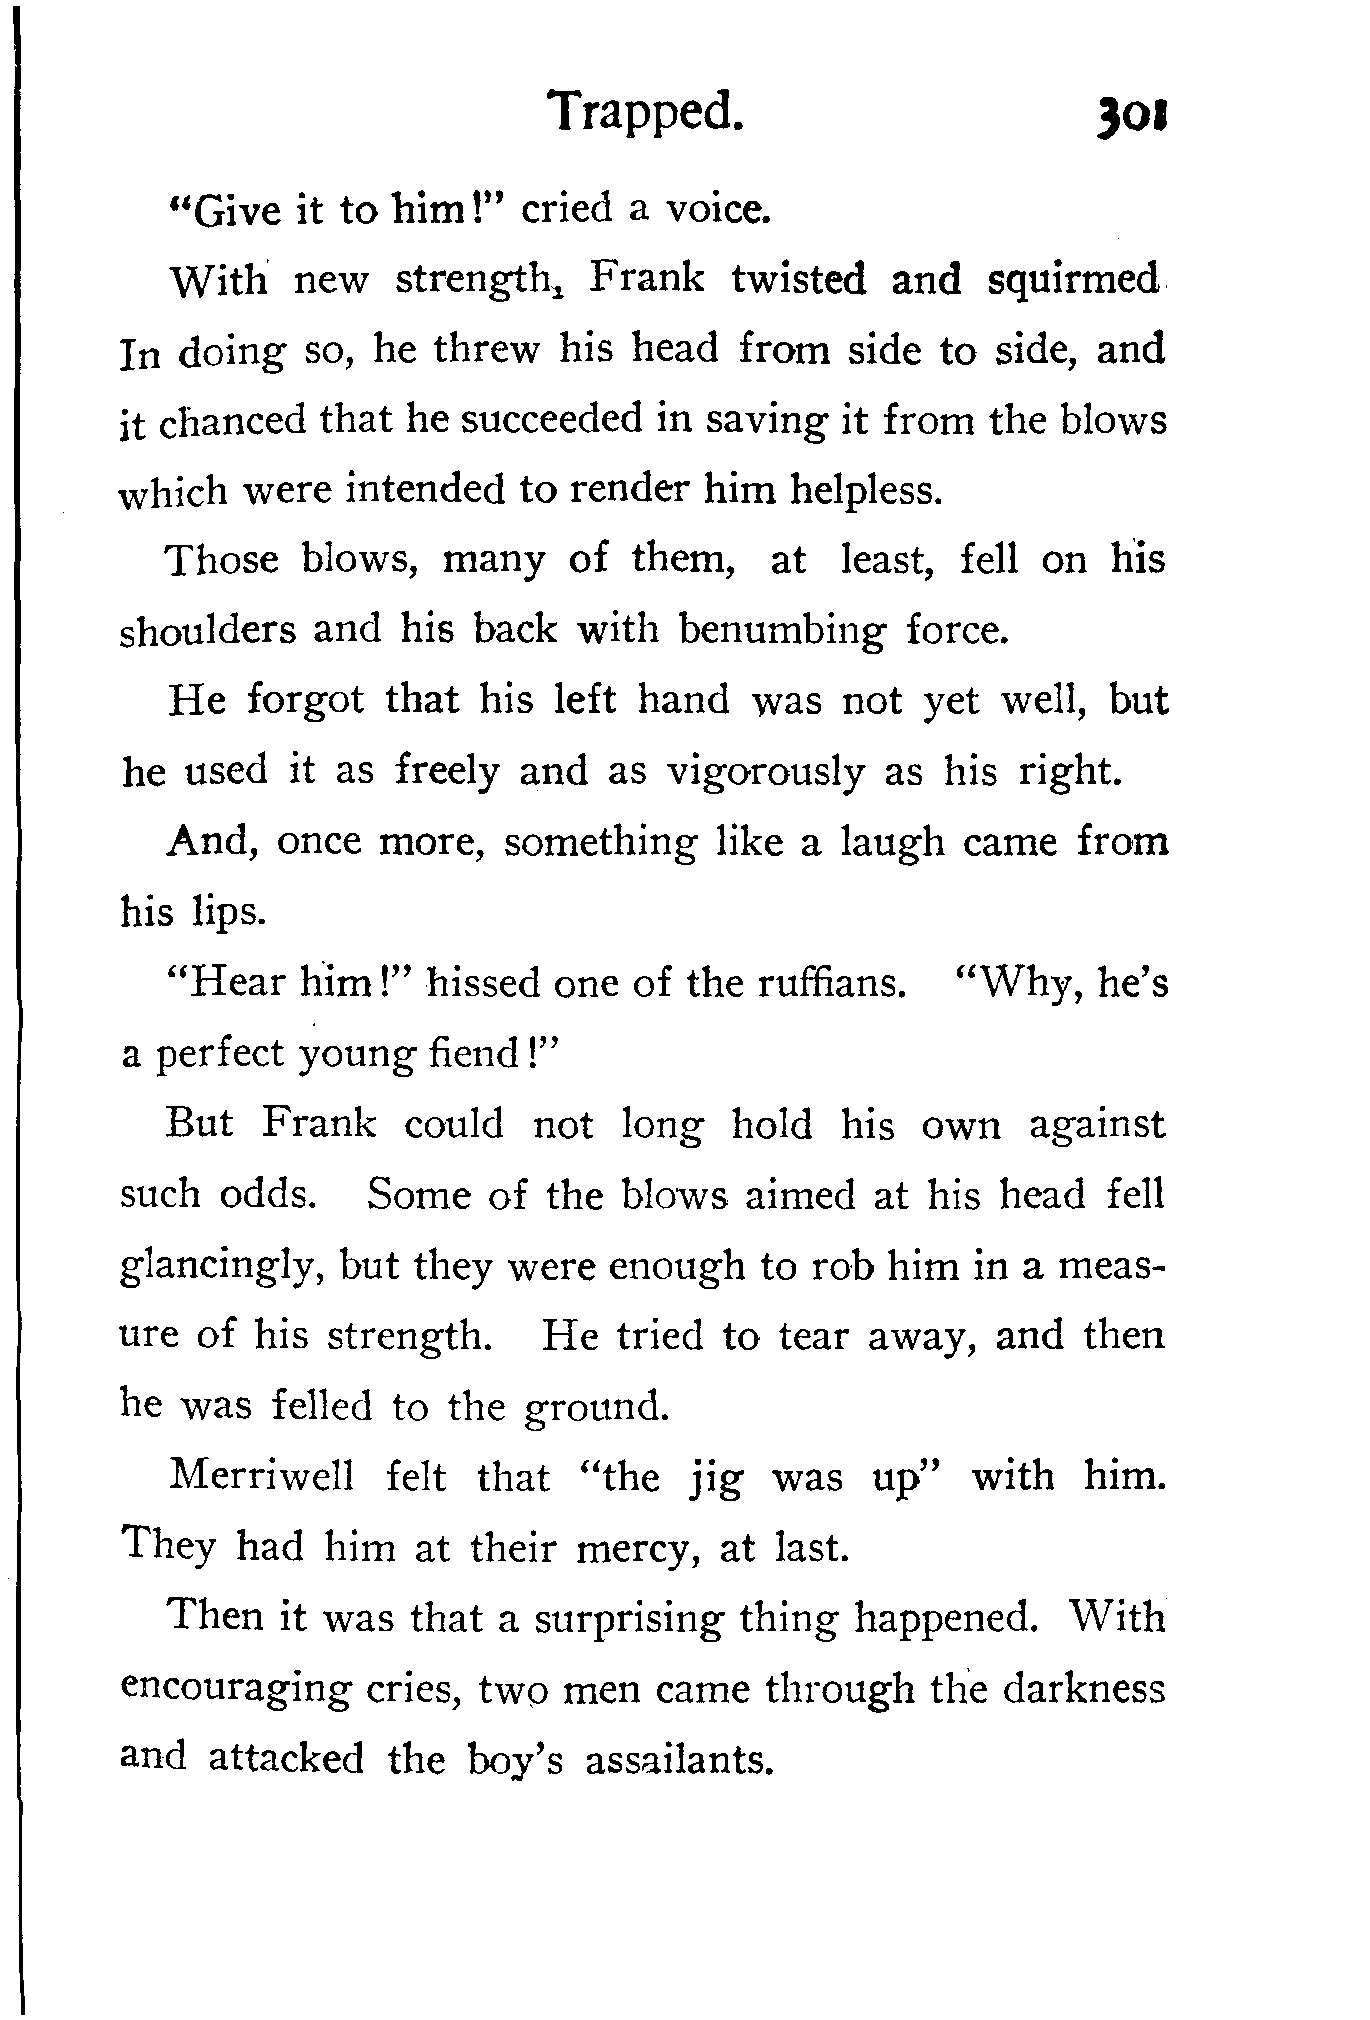 Trapped. 301
“Give it to him!” cried a voice.
With new strength, Frank twisted and squirmed.
In doing so, he threw his head from side to side, and
it chanced that he succeeded in saving it from the blows
which were intended to render him helpless.
Those blows, many of them, at least, fell on his
shoulders and his back with benumbing force.
He forgot that his left hand was not yet well, but
he used it as freely and as vigorously as his right.
And, once more, something like a laugh came from
his lips.
“Hear him!” hissed one of the ruffians. “Why, he’s
a perfect young fiend!”
But Frank could not long hold his own against
such odds. Some of the blows aimed at his head fell
glancingly, but they were enough to rob him in a meas-
ure of his strength. He tried to tear away, and then
he was felled to the ground.
Merriwell felt that “the jig was up” with him.
They had him at their mercy, at last.
Then it was that a surprising thing happened. With
encouraging cries, two men came through the darkness
and attacked the boy’s assailants.